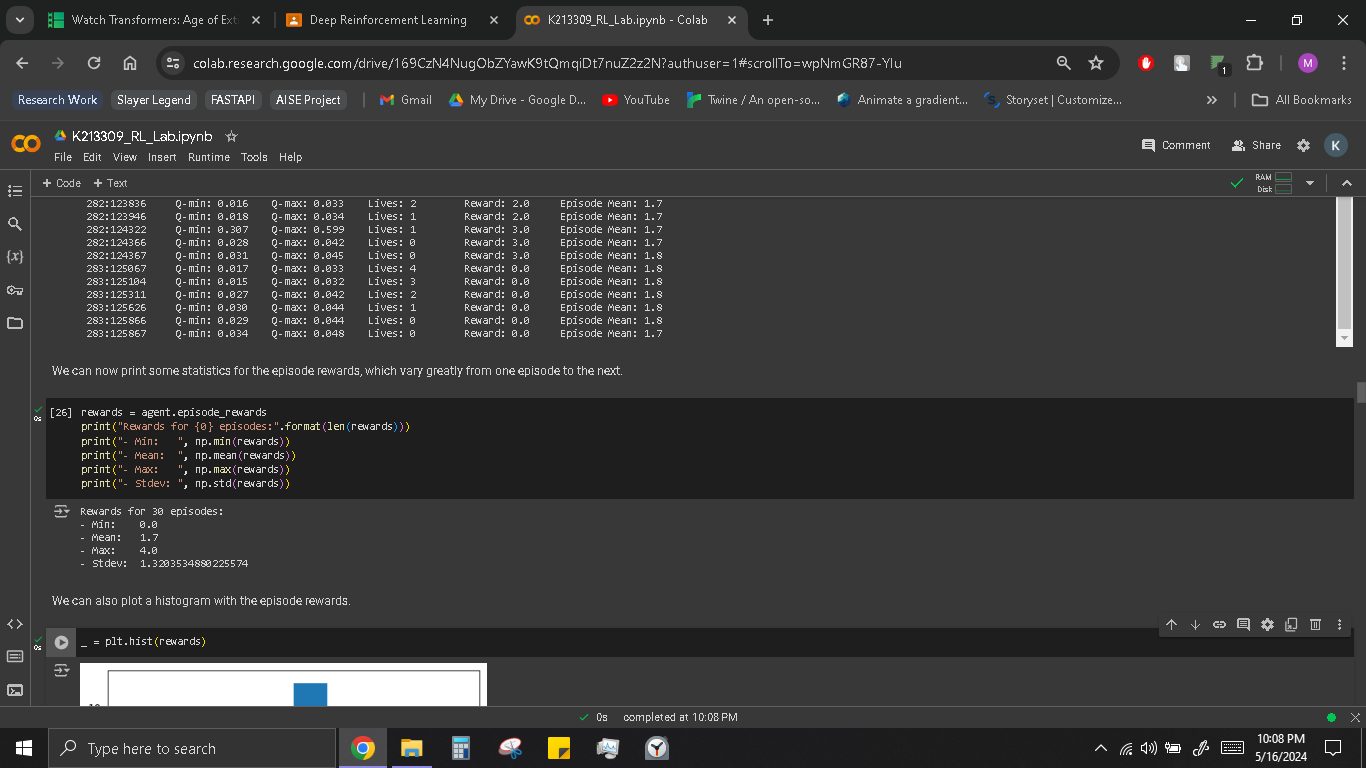 Watch Transformers: Age of Ext
Deep Reinforcement Learning
K213309_RL_Lab.ipynb - Colab
colab.research.google.com/drive/169CzN4NugObZYawK9tQmqiDt7nuZ2z2N?authuser=1#scrollTo=wpNmGR87-Ylu
1
M
Research Work
Slayer Legend
FASTAPI
AISE Project
Gmail
My Drive - Google D...
YouTube
Twine / An open-so...
Animate a gradient...
Storyset | Customize...
All Bookmarks
K213309_RL_Lab.ipynb
File Edit View Insert Runtime Tools Help
Comment
Share
K
+ Code + Text
RAM
Disk
282:123836 Q-min: 0.016 Q-max: 0.033 Lives: 2 Reward: 2.0 Episode Mean: 1.7
282:123946 Q-min: 0.018 Q-max: 0.034 Lives: 1 Reward: 2.0 Episode Mean: 1.7
282:124322 Q-min: 0.307 Q-max: 0.599 Lives: 1 Reward: 3.0 Episode Mean: 1.7
282:124366 Q-min: 0.028 Q-max: 0.042 Lives: 0 Reward: 3.0 Episode Mean: 1.7
282:124367 Q-min: 0.031 Q-max: 0.045 Lives: 0 Reward: 3.0 Episode Mean: 1.8
283:125067 Q-min: 0.017 Q-max: 0.033 Lives: 4 Reward: 0.0 Episode Mean: 1.8
283:125104 Q-min: 0.015 Q-max: 0.032 Lives: 3 Reward: 0.0 Episode Mean: 1.8
283:125311 Q-min: 0.027 Q-max: 0.042 Lives: 2 Reward: 0.0 Episode Mean: 1.8
283:125626 Q-min: 0.030 Q-max: 0.044 Lives: 1 Reward: 0.0 Episode Mean: 1.8
283:125866 Q-min: 0.029 Q-max: 0.044 Lives: 0 Reward: 0.0 Episode Mean: 1.8
283:125867 Q-min: 0.034 Q-max: 0.048 Lives: 0 Reward: 0.0 Episode Mean: 1.7
We can now print some statistics for the episode rewards, which vary greatly from one episode to the next.
[26] rewards = agent.episode_rewards
0s
print("Rewards for {0} episodes:".format(len(rewards)))
print("- Min:   ", np.min(rewards))
print("- Mean:  ", np.mean(rewards))
print("- Max:   ", np.max(rewards))
print("- Stdev: ", np.std(rewards))
Rewards for 30 episodes:
- Min: 0.0
- Mean: 1.7
- Max: 4.0
- Stdev: 1.3203534880225574
We can also plot a histogram with the episode rewards.
_ = plt.hist(rewards)
0s
0s completed at 10:08 PM
Type here to search
10:08 PM
5/16/2024